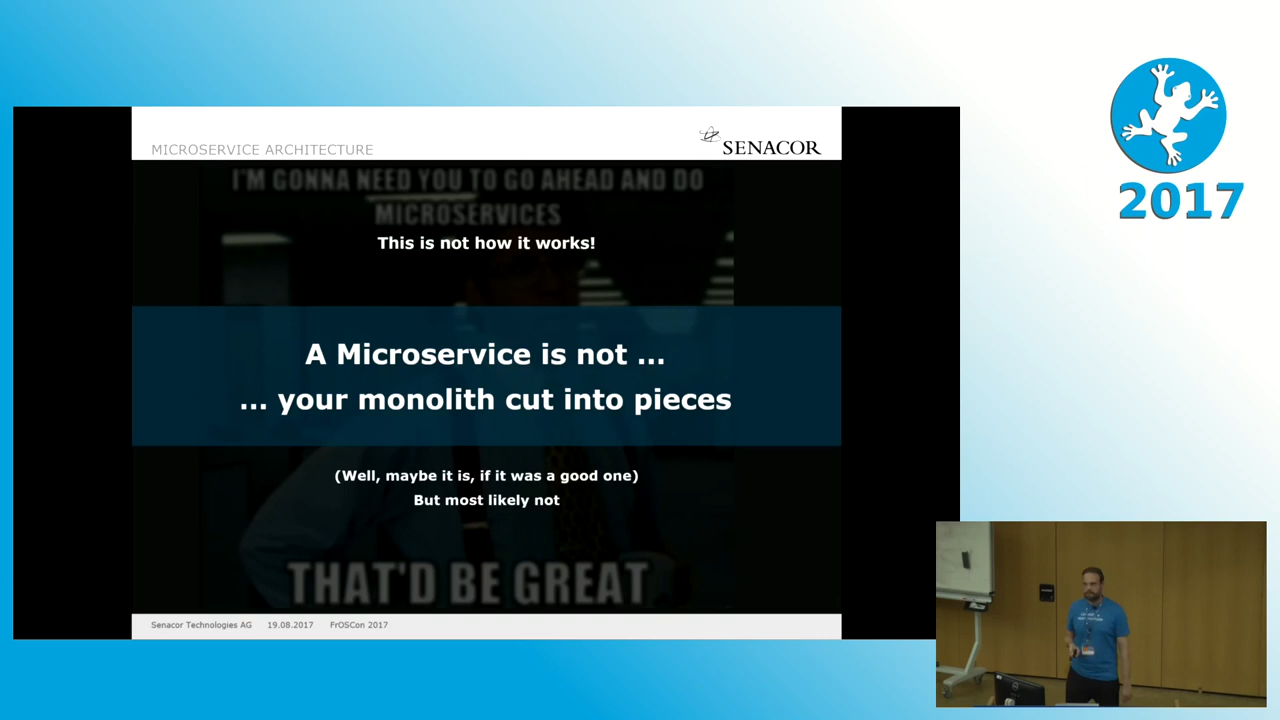 MICROSERVICE ARCHITECTURE
SENACOR
I'M GONNA NEED YOU TO GO AHEAD AND DO
MICROSERVICES
This is not how it works!
A Microservice is not ...
... your monolith cut into pieces
(Well, maybe it is, if it was a good one)
But most likely not
THAT'D BE GREAT
Senacor Technologies AG 19.08.2017 FrOSCon 2017
2017